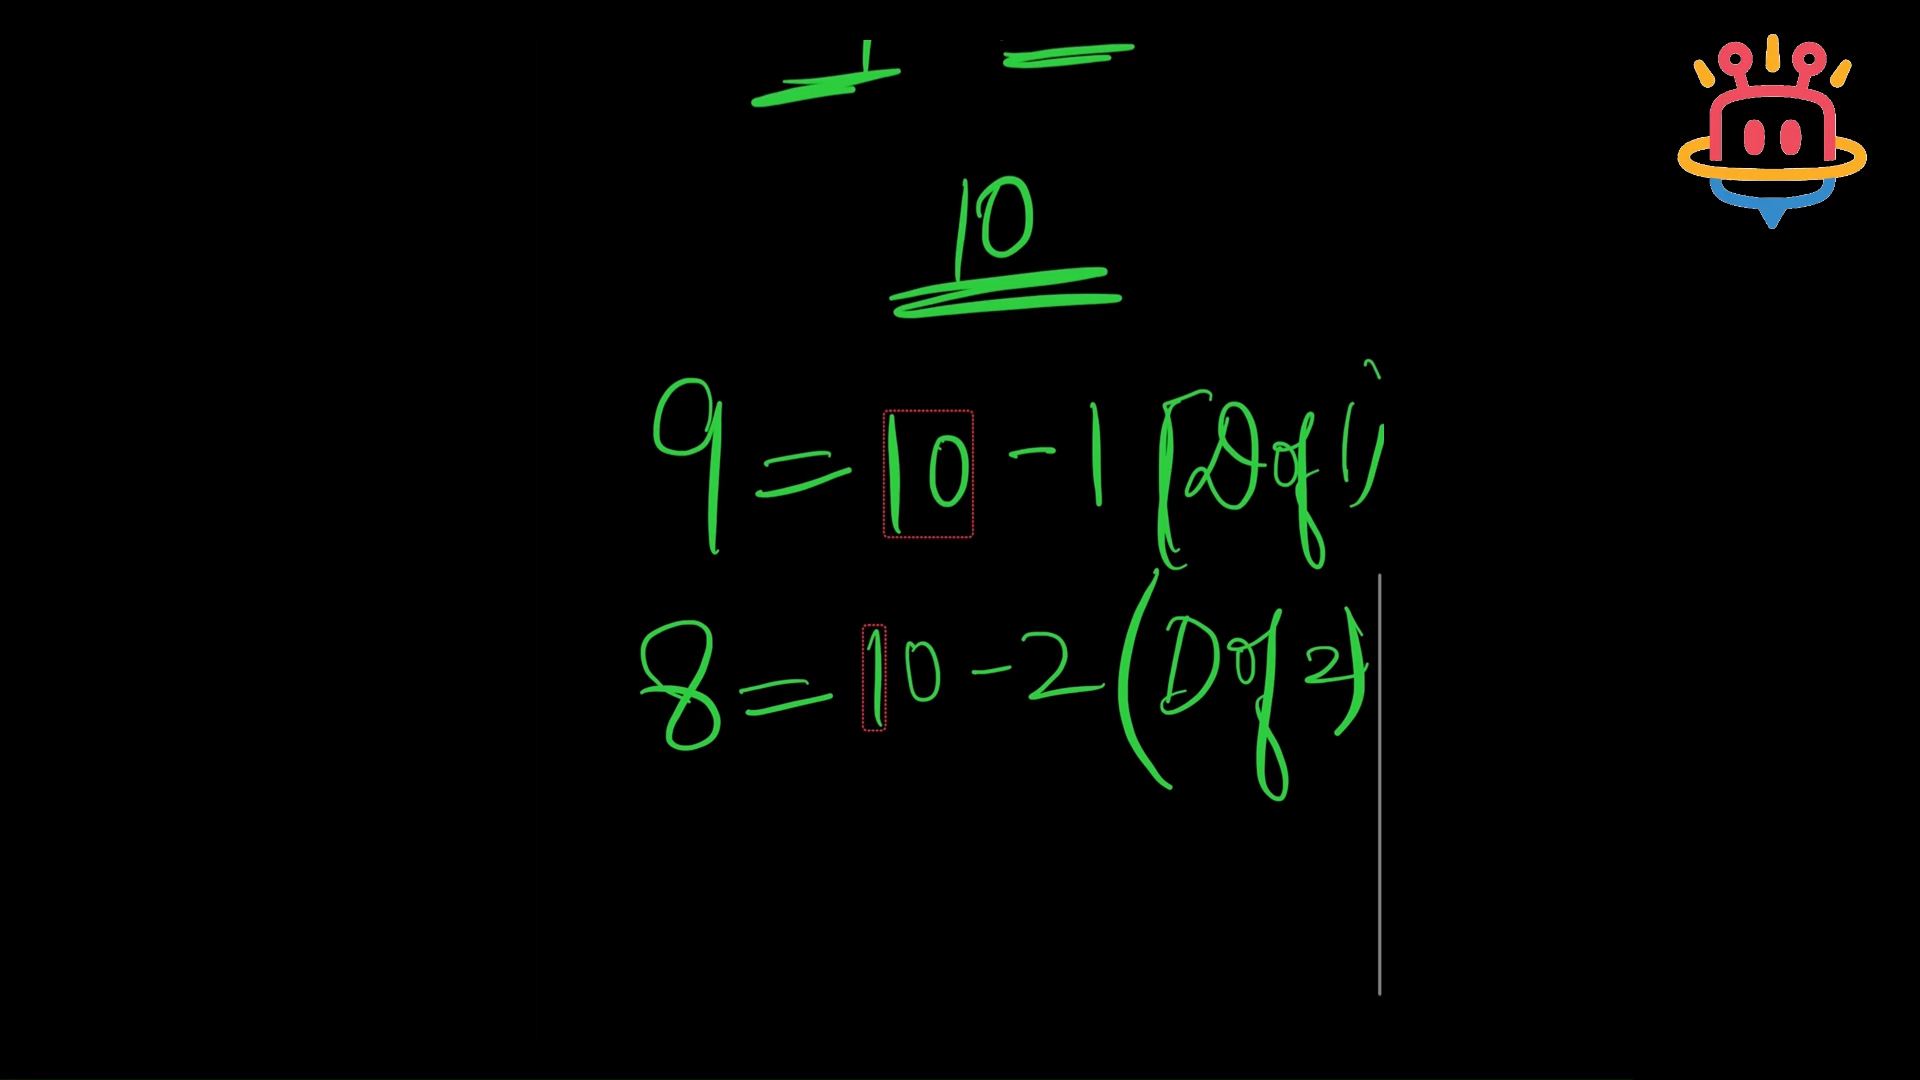 10
9 = 10 - 1 [D of 1)
8 = 10 - 2 (D of 2)